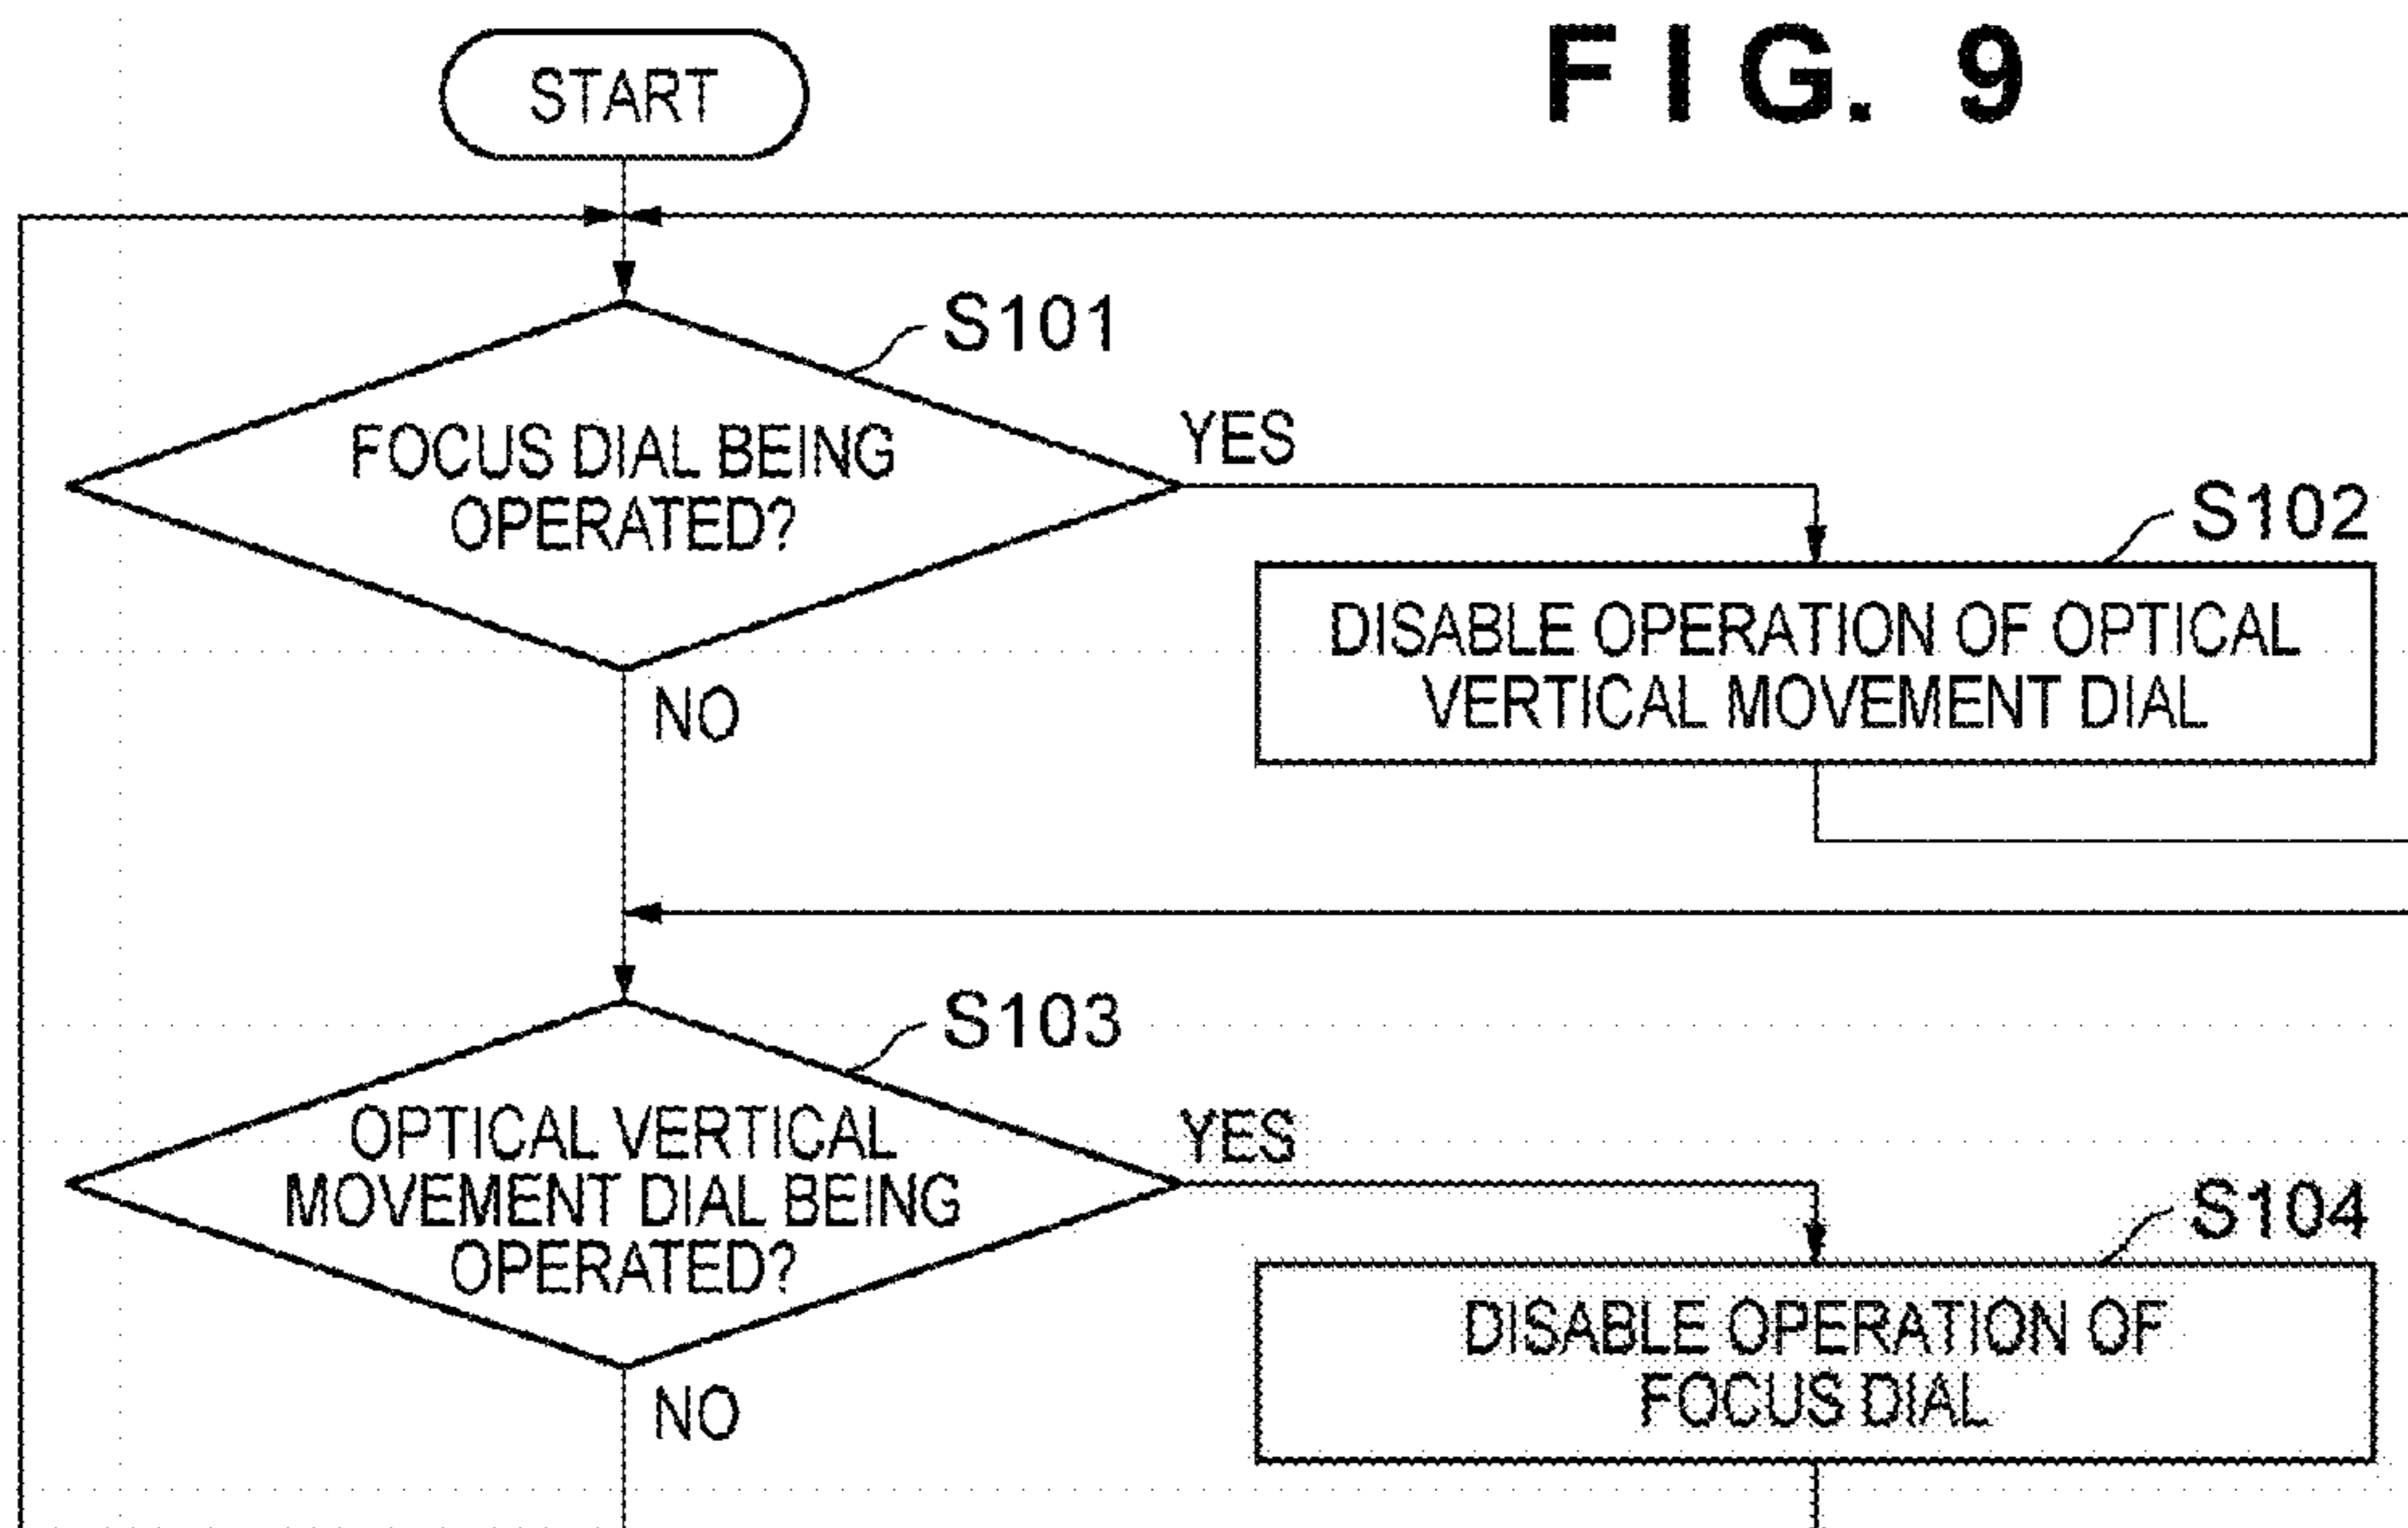 FIG. 9
START
S101
FOCUS DIAL BEING
OPERATED?
YES
NO
S102
DISABLE OPERATION OF OPTICAL
VERTICAL MOVEMENT DIAL
S103
OPTICAL VERTICAL
MOVEMENT DIAL BEING
OPERATED?
YES
NO
S104
DISABLE OPERATION OF
FOCUS DIAL